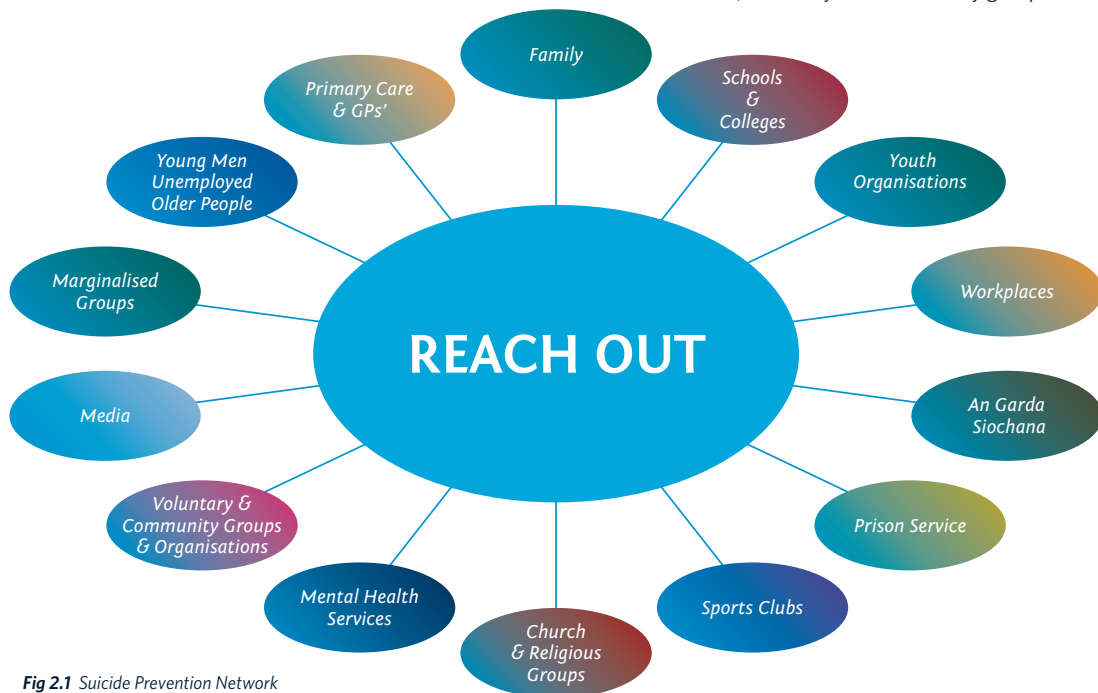 Family
Schools
&
Colleges
Youth
Organisations
Workplaces
An Garda
Siochana
Prison Service
Sports Clubs
Church
& Religious
Groups
Mental Health
Services
Voluntary &
Community Groups
& Organisations
Media
Marginalised
Groups
Young Men
Unemployed
Older People
Primary Care
& GPs'
REACH OUT
Fig 2.1 Suicide Prevention Network